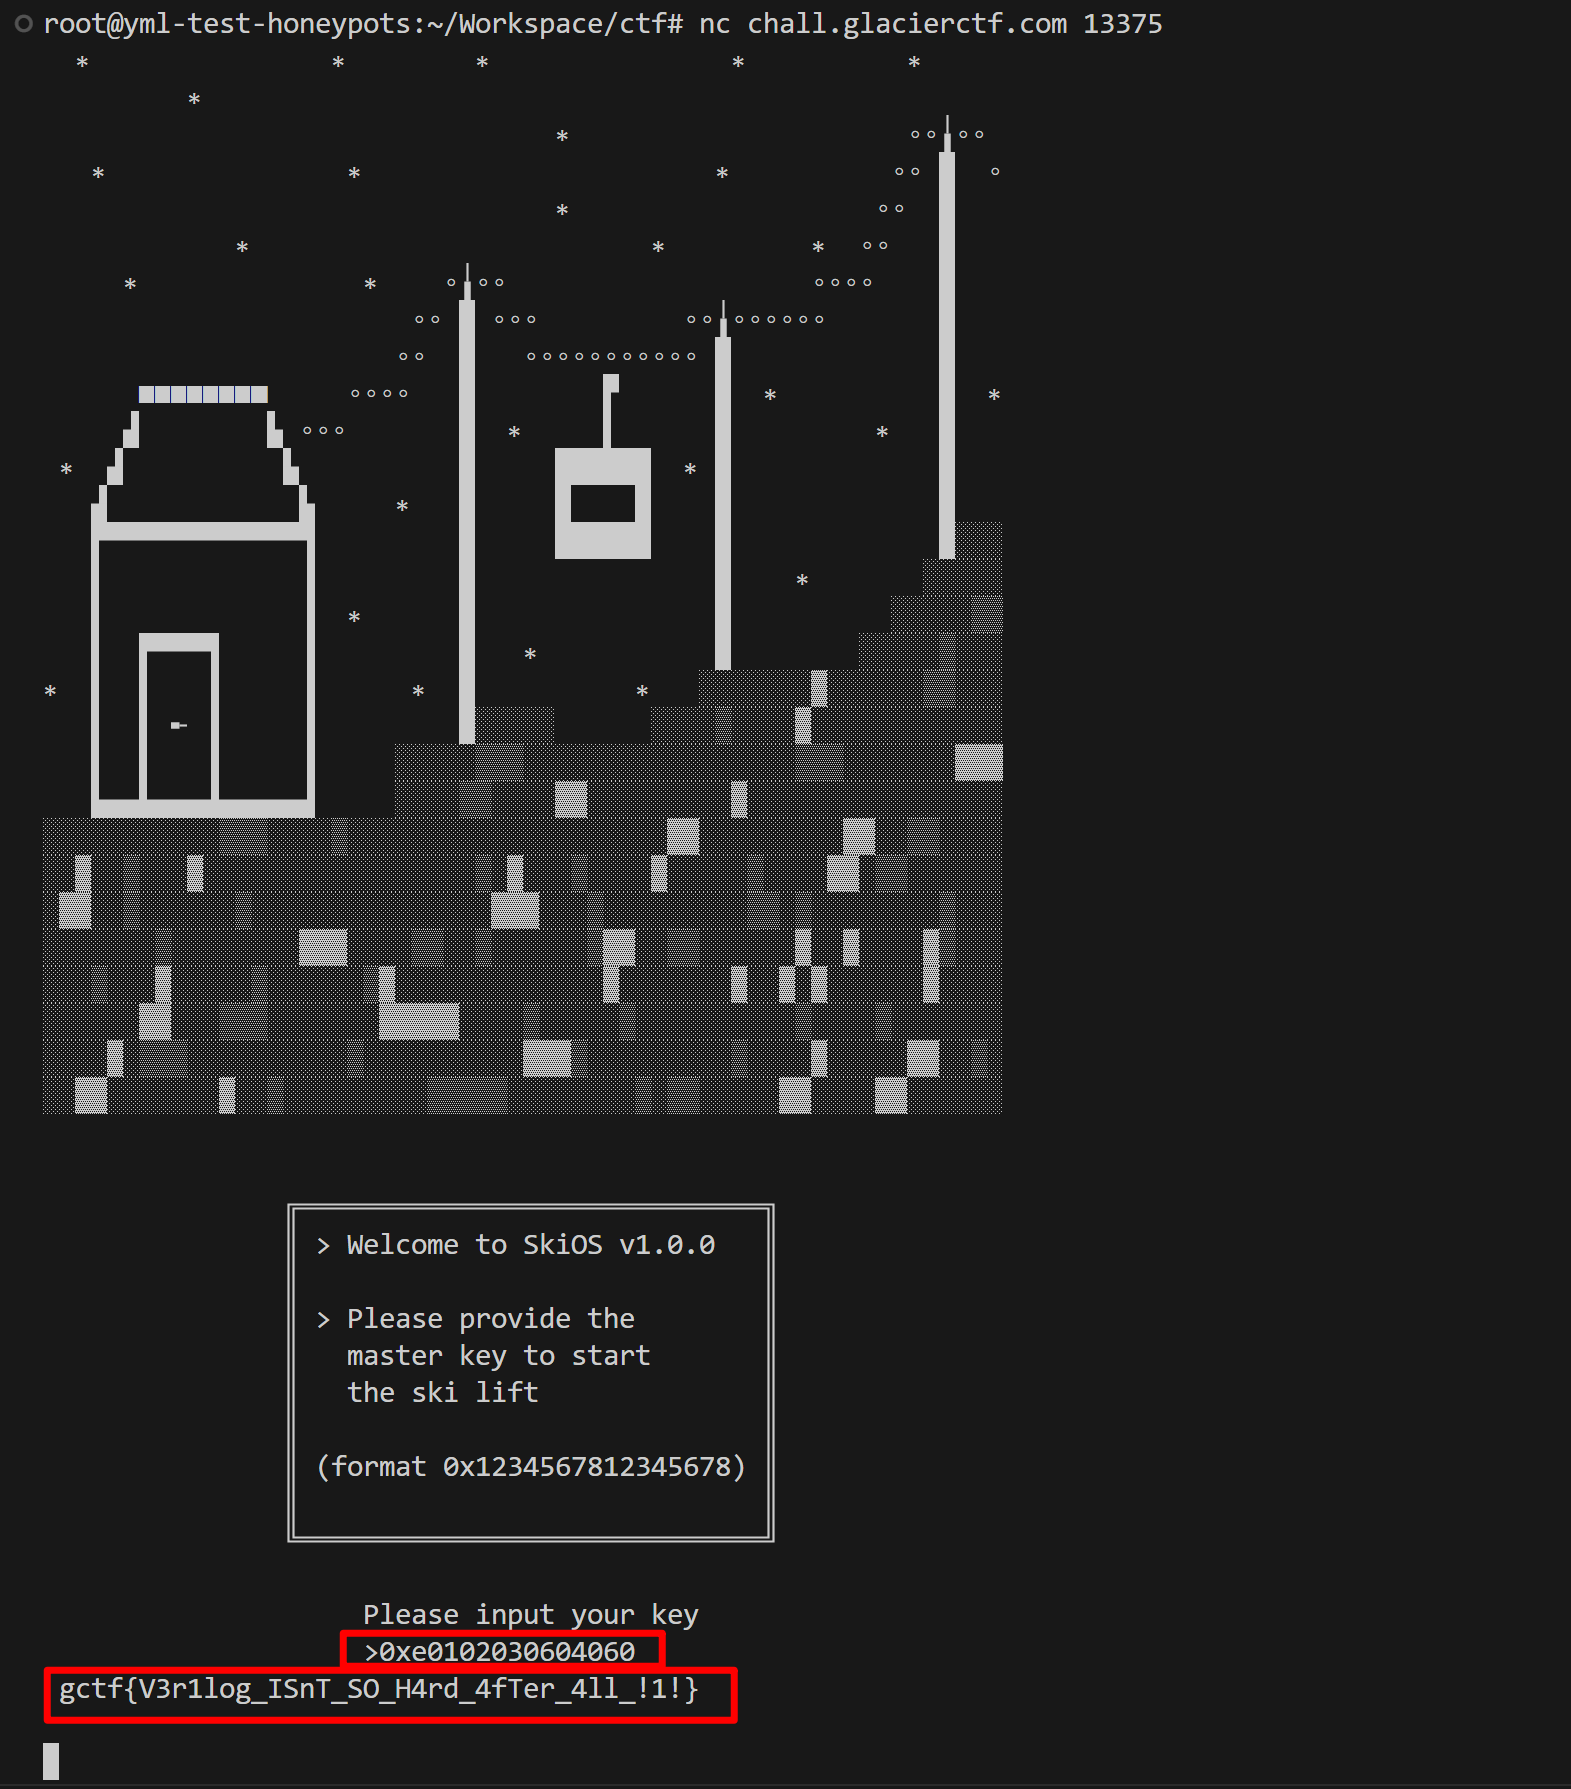 root@yml-test-honeypots:~/Workspace/ctf# nc chall.glacierctf.com 13375
> Welcome to SkiOS v1.0.0
> Please provide the
master key to start
the ski lift
(format 0x1234567812345678)
Please input your key
>0xe0102030604060
gctf{V3r1log_ISnT_SO_H4rd_4fTer_4ll_!1!}